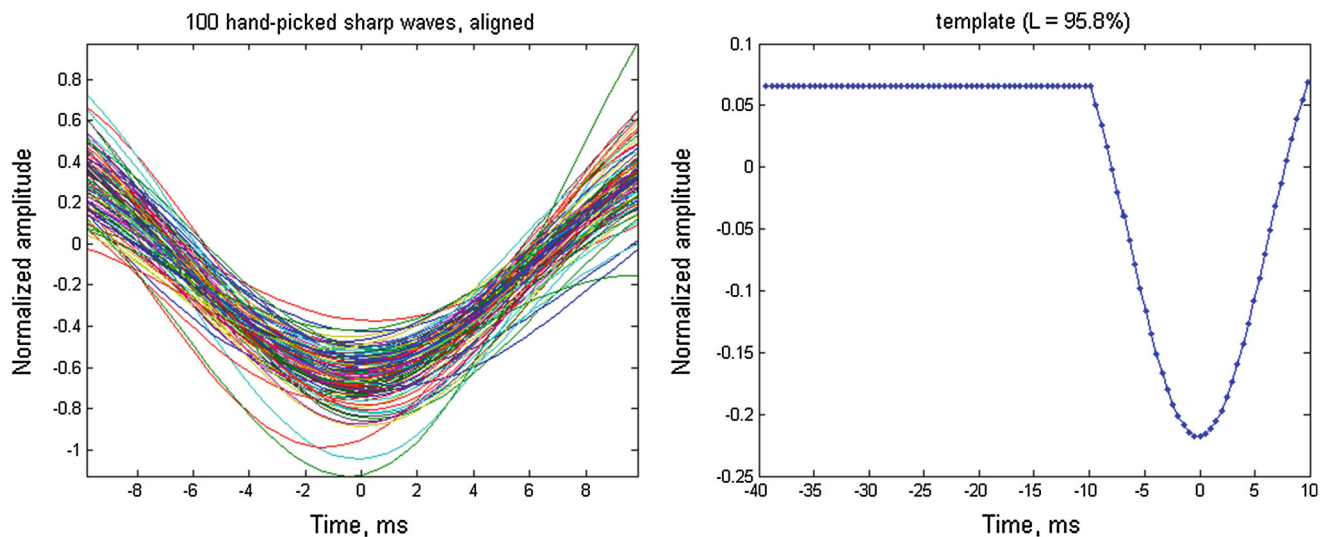 100 hand-picked sharp waves, aligned
Normalized amplitude
0.8
0.6
0.4
0.2
0
-0.2
-0.4
-0.6
-0.8
-1
-8 -6 -4 -2 0 2 4 6 8
Time, ms
template (L = 95.8%)
Normalized amplitude
0.1
0.05
0
-0.05
-0.1
-0.15
-0.2
-0.25
-40 -35 -30 -25 -20 -15 -10 -5 0 5 10
Time, ms